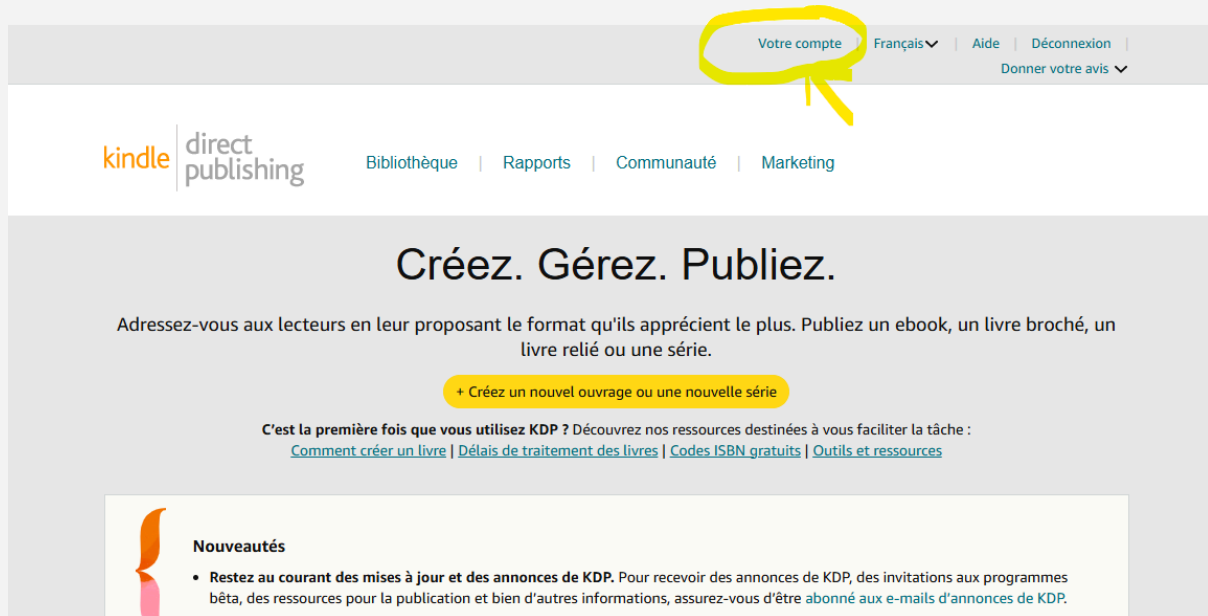 Votre compte | Français | Aide | Déconnexion |
Donner votre avis
kindle direct publishing
Bibliothèque | Rapports | Communauté | Marketing
Créez. Gérez. Publiez.
Adressez-vous aux lecteurs en leur proposant le format qu'ils apprécient le plus. Publiez un ebook, un livre broché, un
livre relié ou une série.
+ Créez un nouvel ouvrage ou une nouvelle série
C'est la première fois que vous utilisez KDP ? Découvrez nos ressources destinées à vous faciliter la tâche :
Comment créer un livre | Délais de traitement des livres | Codes ISBN gratuits | Outils et ressources
Nouveautés
• Restez au courant des mises à jour et des annonces de KDP. Pour recevoir des annonces de KDP, des invitations aux programmes
bêta, des ressources pour la publication et bien d'autres informations, assurez-vous d'être abonné aux e-mails d'annonces de KDP.